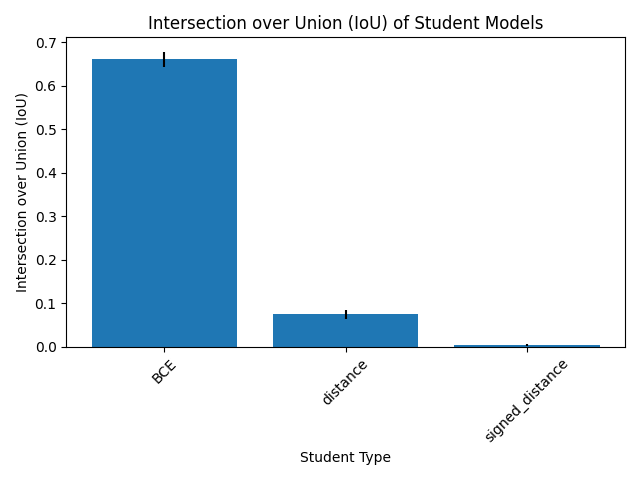 Intersection over Union (IoU) of Student Models
Intersection over Union (IoU)
0.7
0.6
0.5
0.4
0.3
0.2
0.1
0.0
BCE
distance
signed_distance
Student Type